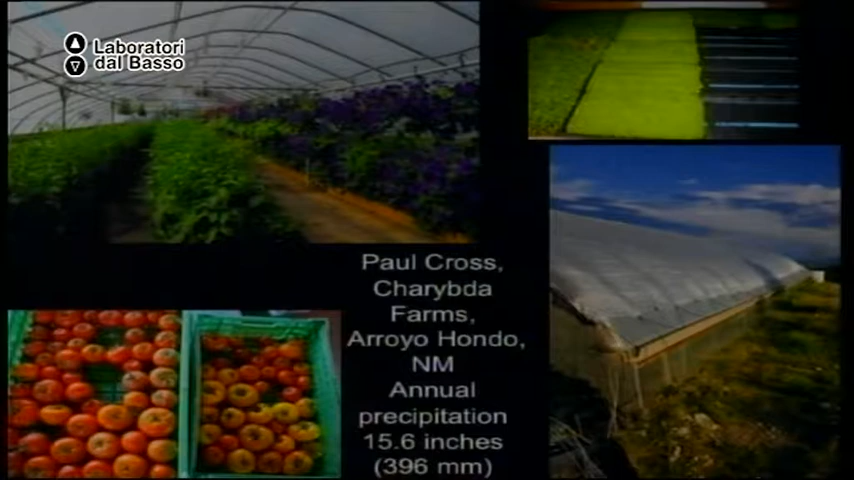 Laboratori
dal Basso
Paul Cross,
Charybda
Farms,
Arroyo Hondo,
NM
Annual
precipitation
15.6 inches
(396 mm)